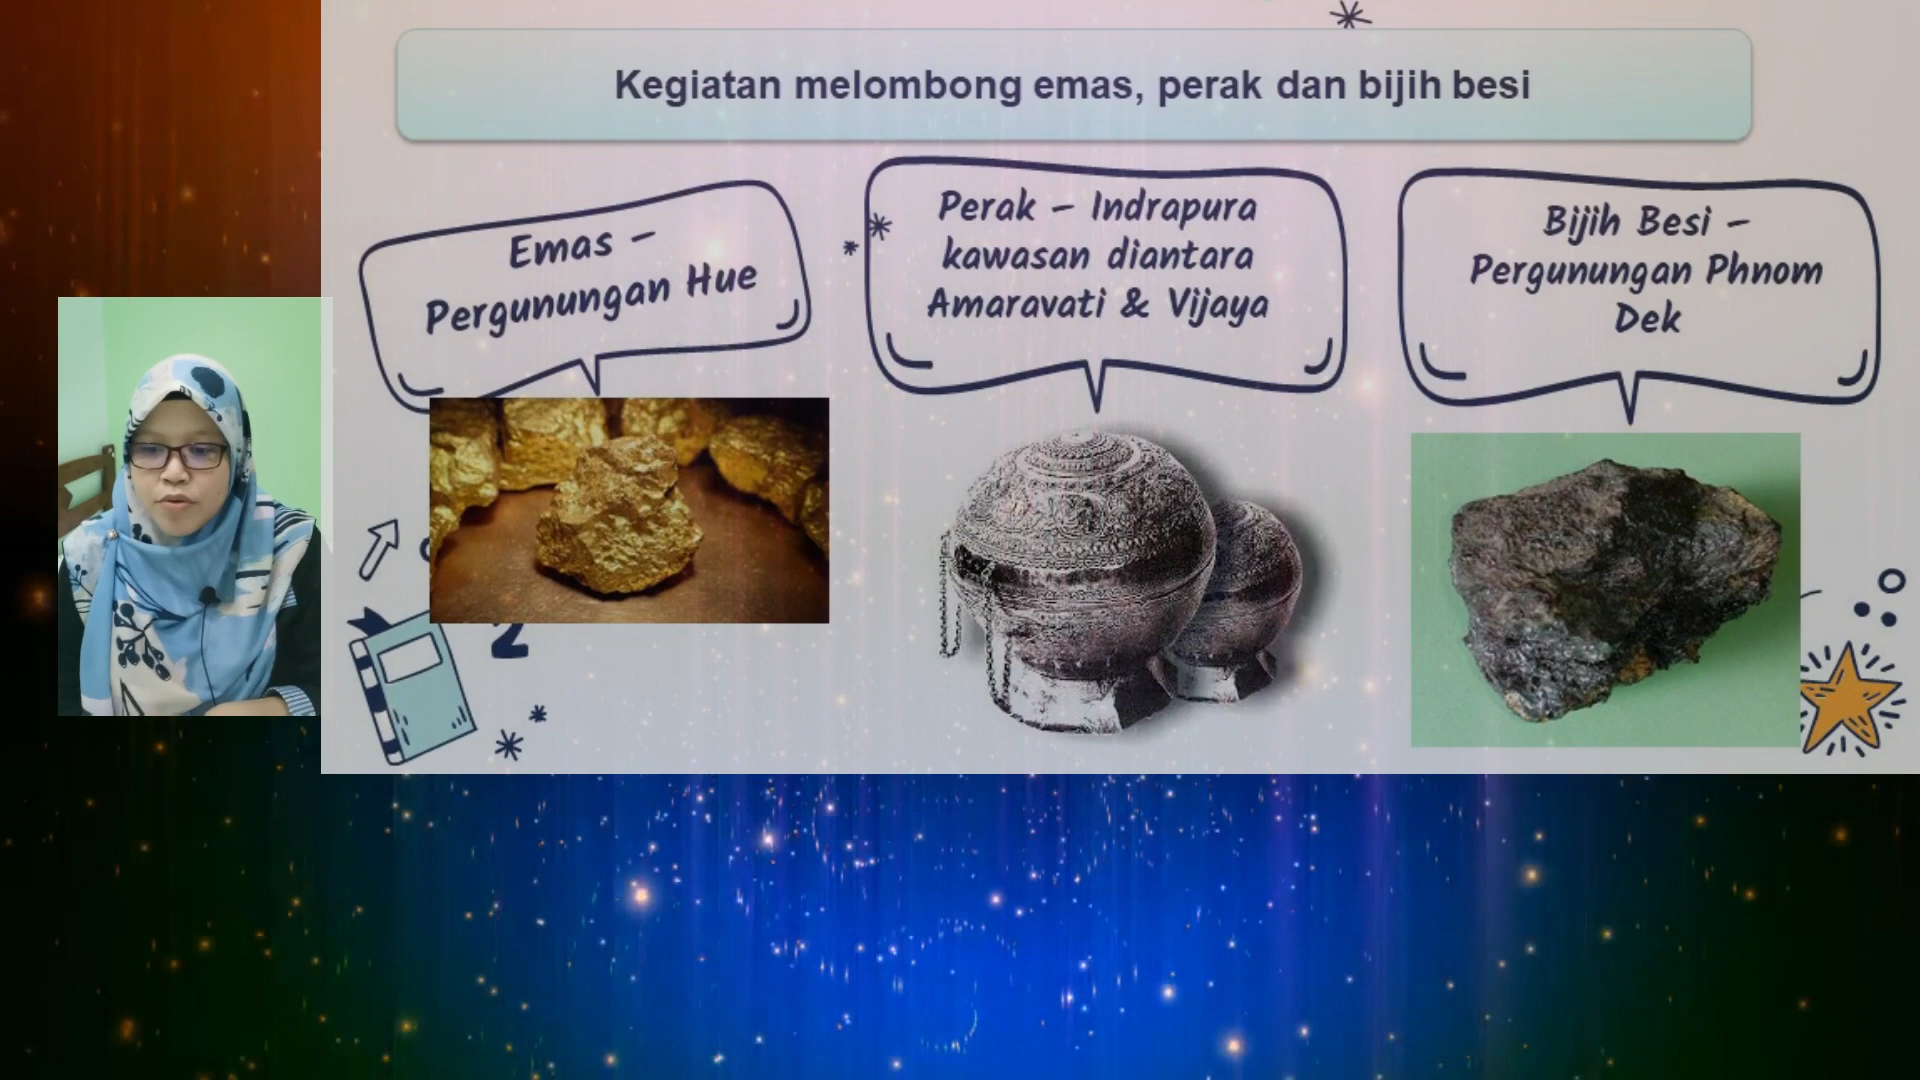 Kegiatan melombong emas, perak dan bijih besi
Emas –
Pergunungan Hue
Perak – Indrapura
kawasan diantara
Amaravati & Vijaya
Bijih Besi –
Pergunungan Phnom
Dek
2